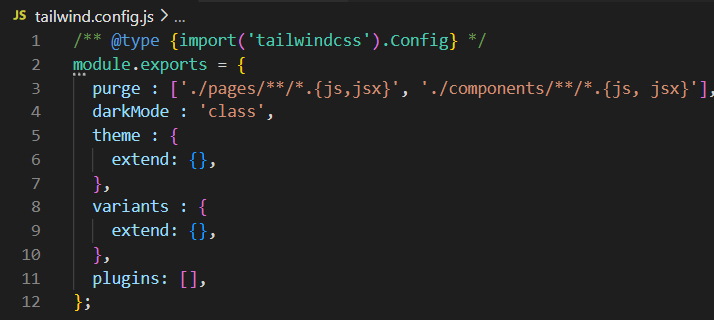 JS tailwind.config.js > ...
1 /** @type {import('tailwindcss').Config} */
2 module.exports = {
3 purge : ['./pages/**/*.{js,jsx}', './components/**/*.{js, jsx}'],
4 darkMode : 'class',
5 theme : {
6 extend: {},
7 },
8 variants : {
9 extend: {},
10 },
11 plugins: [],
12 };